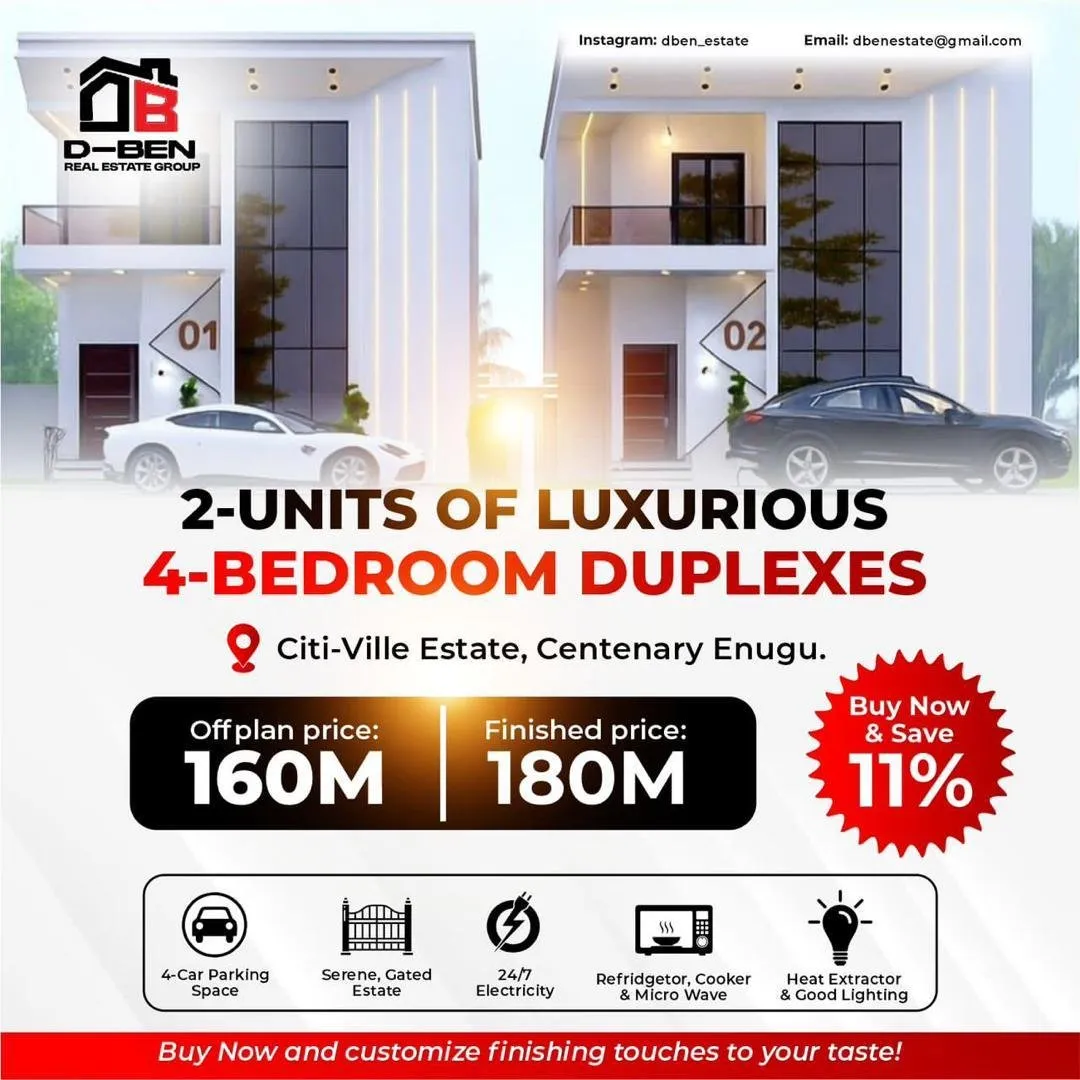 Instagram: dben_estate
Email: dbenestate@gmail.com
B
D-BEN
REAL ESTATE GROUP
01
02
2-UNITS OF LUXURIOUS
4-BEDROOM DUPLEXES
Citi-Ville Estate, Centenary Enugu.
Offplan price:
160M
Finished price:
180M
Buy Now
& Save
11%
4-Car Parking
Space
Serene, Gated
Estate
24/7
Electricity
Refridgetor, Cooker
& Micro Wave
Heat Extractor
& Good Lighting
Buy Now and customize finishing touches to your taste!